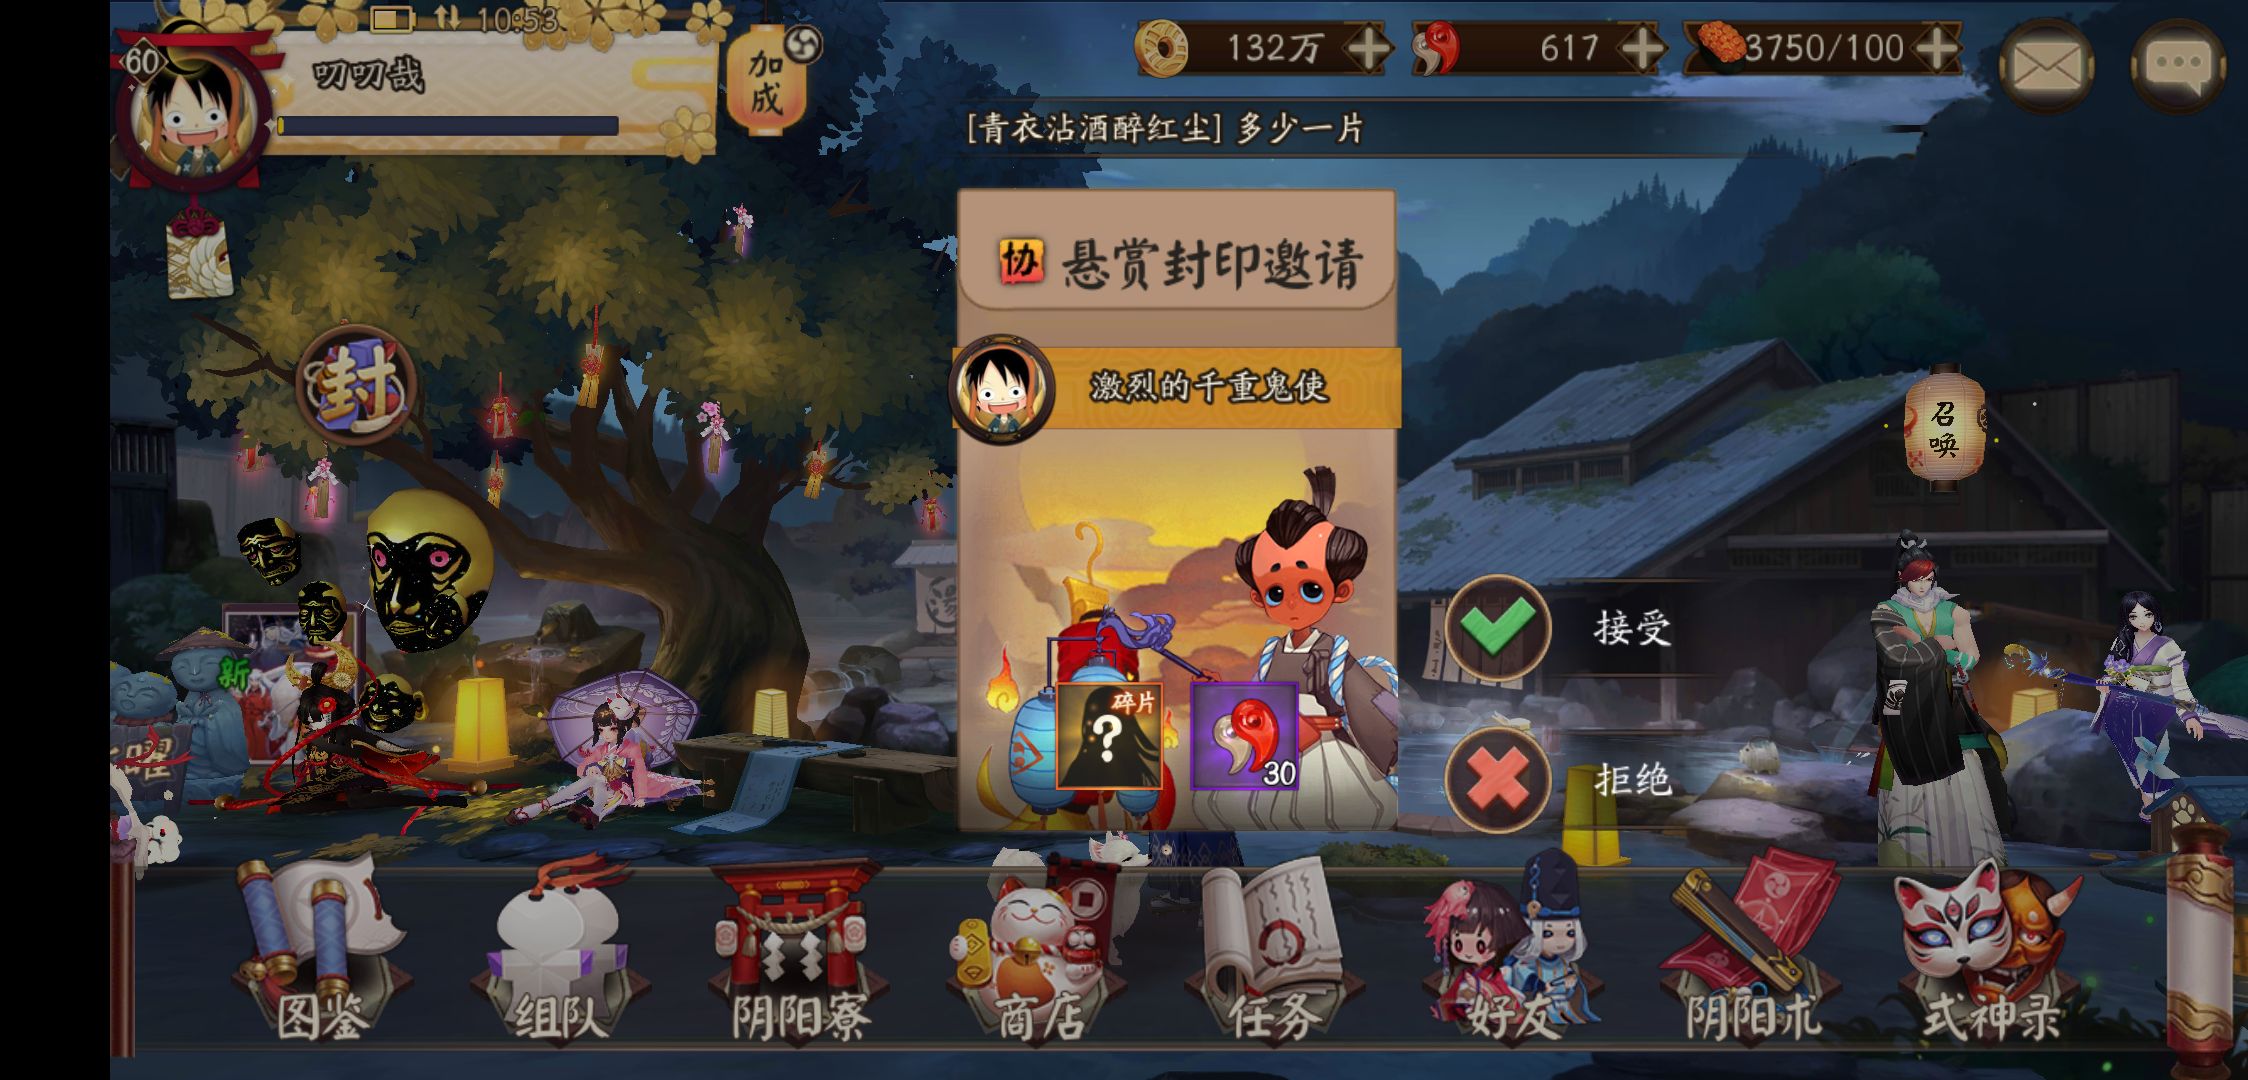 10:53
60
叨叨哉
加成
132万
617
3750/100
[青衣沾酒醉红尘] 多少一片
协 悬赏封印邀请
激烈的千重鬼使
封
召唤
接受
新
曜
碎片
?
30
拒绝
图鉴
组队
阴阳寮
商店
任务
好友
阴阳术
式神录